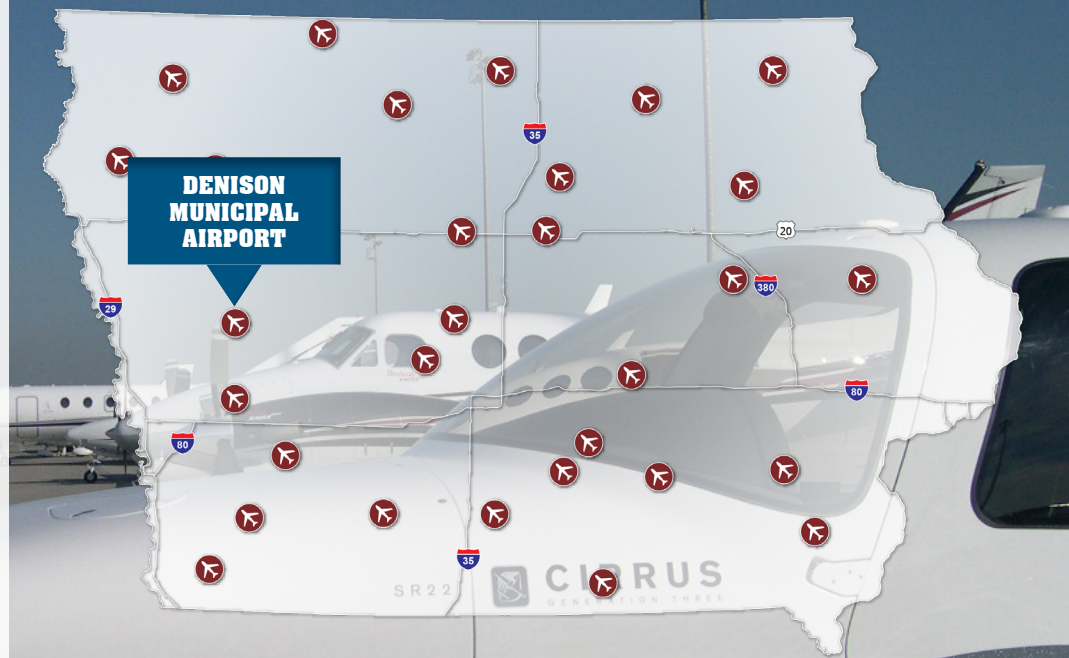 35
DENISON
MUNICIPAL
AIRPORT
20
29
380
80
80
35
SR22
CIRRUS
GENERATION THREE